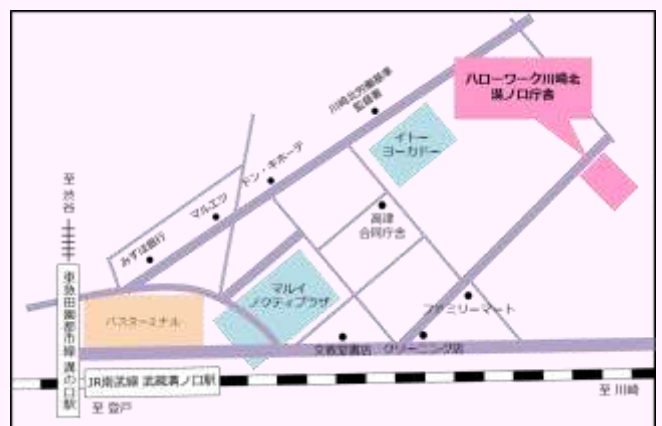 ハローワーク川崎北
溝ノ口庁舎
川崎北労働基準
監督署
イトー
ヨーカドー
ドン・キホーテ
マルエツ
みずほ銀行
至 渋谷
高津
合同庁舎
マルイ
ノクティプラザ
バスターミナル
ファミリーマート
文教堂書店
クリーニング店
東急田園都市線 溝の口駅
JR南武線 武蔵溝ノ口駅
至 登戸
至 川崎